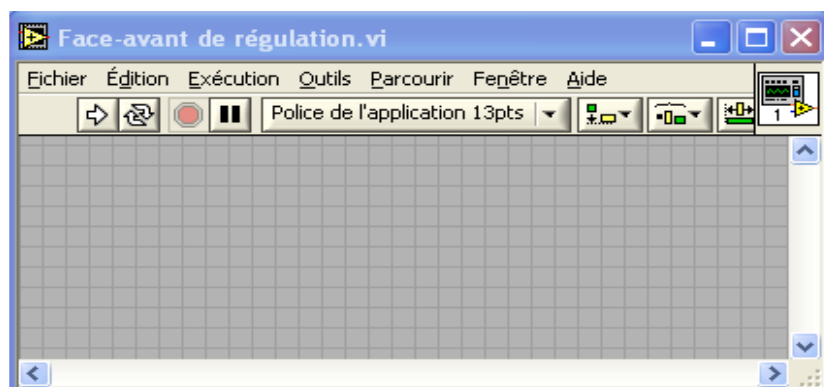 Face-avant de régulation.vi
Fichier Édition Exécution Outils Parcourir Fenêtre Aide
Police de l'application 13pts
1